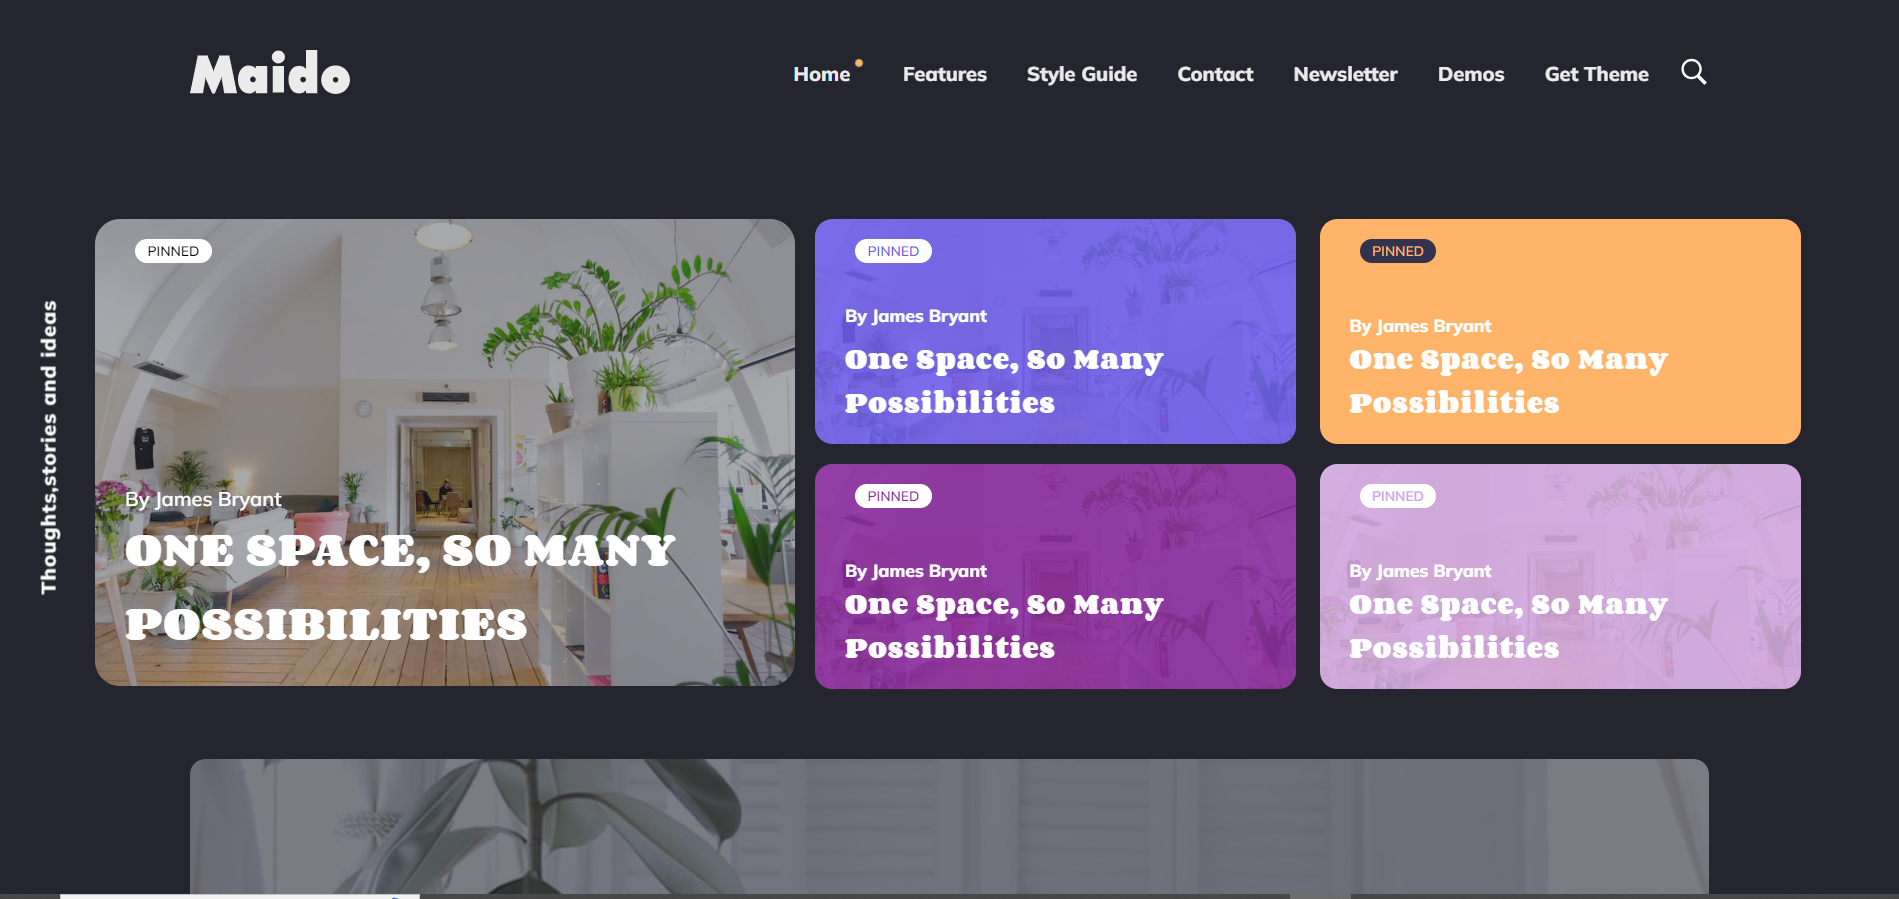 Maido
Home
Features
Style Guide
Contact
Newsletter
Demos
Get Theme
Thoughts,stories and ideas
PINNED
By James Bryant
ONE SPACE, SO MANY
POSSIBILITIES
PINNED
By James Bryant
One Space, So Many
Possibilities
PINNED
By James Bryant
One Space, So Many
Possibilities
PINNED
By James Bryant
One Space, So Many
Possibilities
PINNED
By James Bryant
One Space, So Many
Possibilities